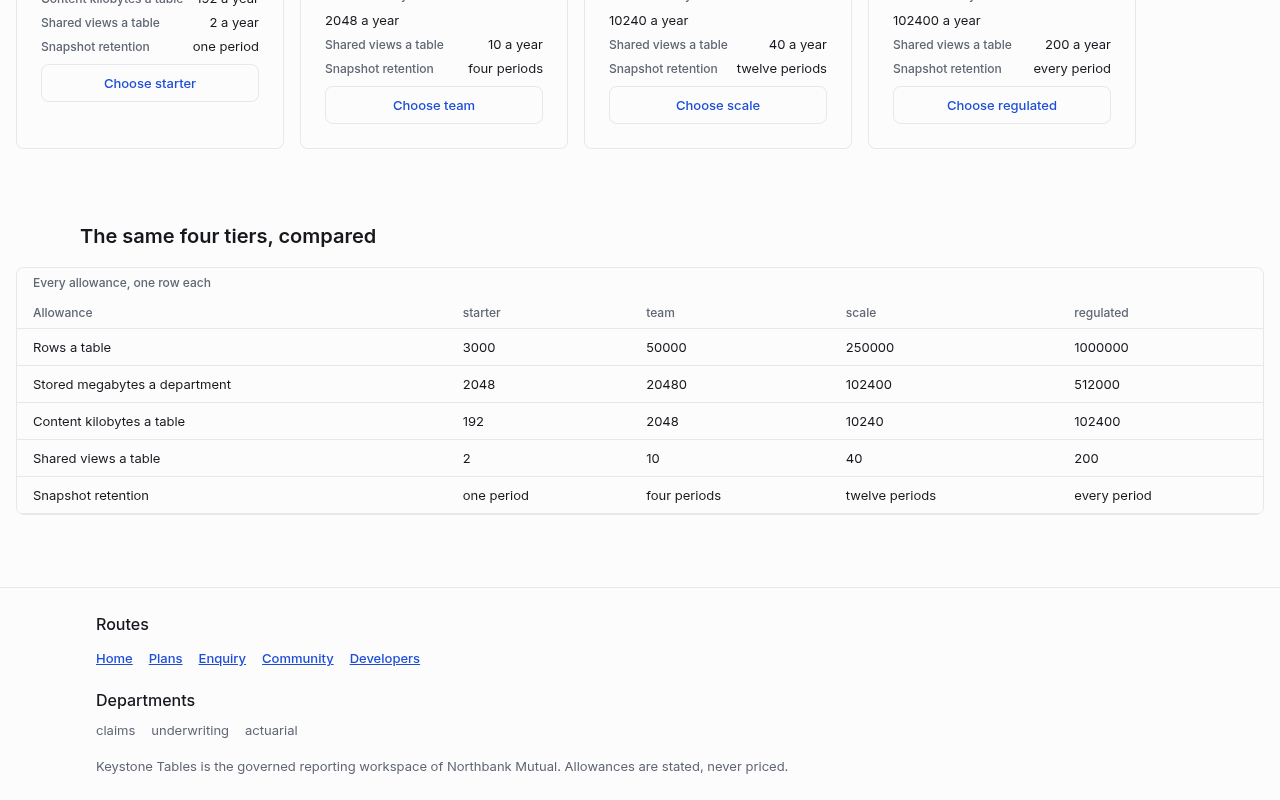 2048 a year
10240 a year
102400 a year
Shared views a table 2 a year
Shared views a table 10 a year
Shared views a table 40 a year
Shared views a table 200 a year
Snapshot retention one period
Snapshot retention four periods
Snapshot retention twelve periods
Snapshot retention every period
Choose starter
Choose team
Choose scale
Choose regulated
The same four tiers, compared
Every allowance, one row each
Allowance starter team scale regulated
Rows a table 3000 50000 250000 1000000
Stored megabytes a department 2048 20480 102400 512000
Content kilobytes a table 192 2048 10240 102400
Shared views a table 2 10 40 200
Snapshot retention one period four periods twelve periods every period
Routes
Home Plans Enquiry Community Developers
Departments
claims underwriting actuarial
Keystone Tables is the governed reporting workspace of Northbank Mutual. Allowances are stated, never priced.